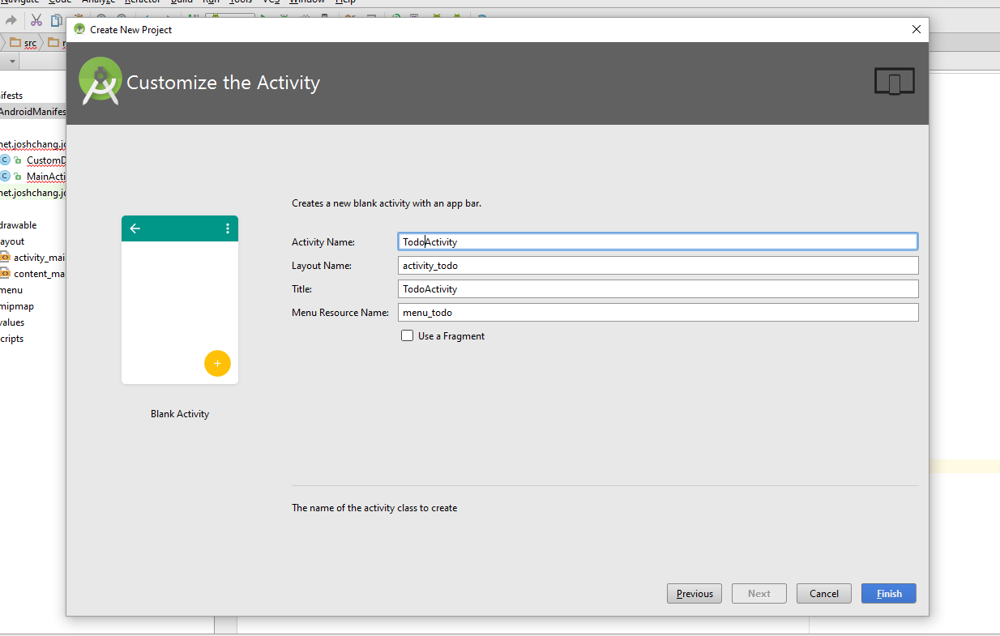 Navigate Code Analyze Refactor Build Run Tools VCS Window Help
Create New Project
src
Customize the Activity
ifests
AndroidManifes
net.joshchang.jo
CustomD
MainActi
net.joshchang.jo
drawable
ayout
activity_mai
content_ma
menu
mipmap
values
cripts
Creates a new blank activity with an app bar.
Activity Name: TodoActivity
Layout Name: activity_todo
Title: TodoActivity
Menu Resource Name: menu_todo
Use a Fragment
Blank Activity
The name of the activity class to create
Previous Next Cancel Finish